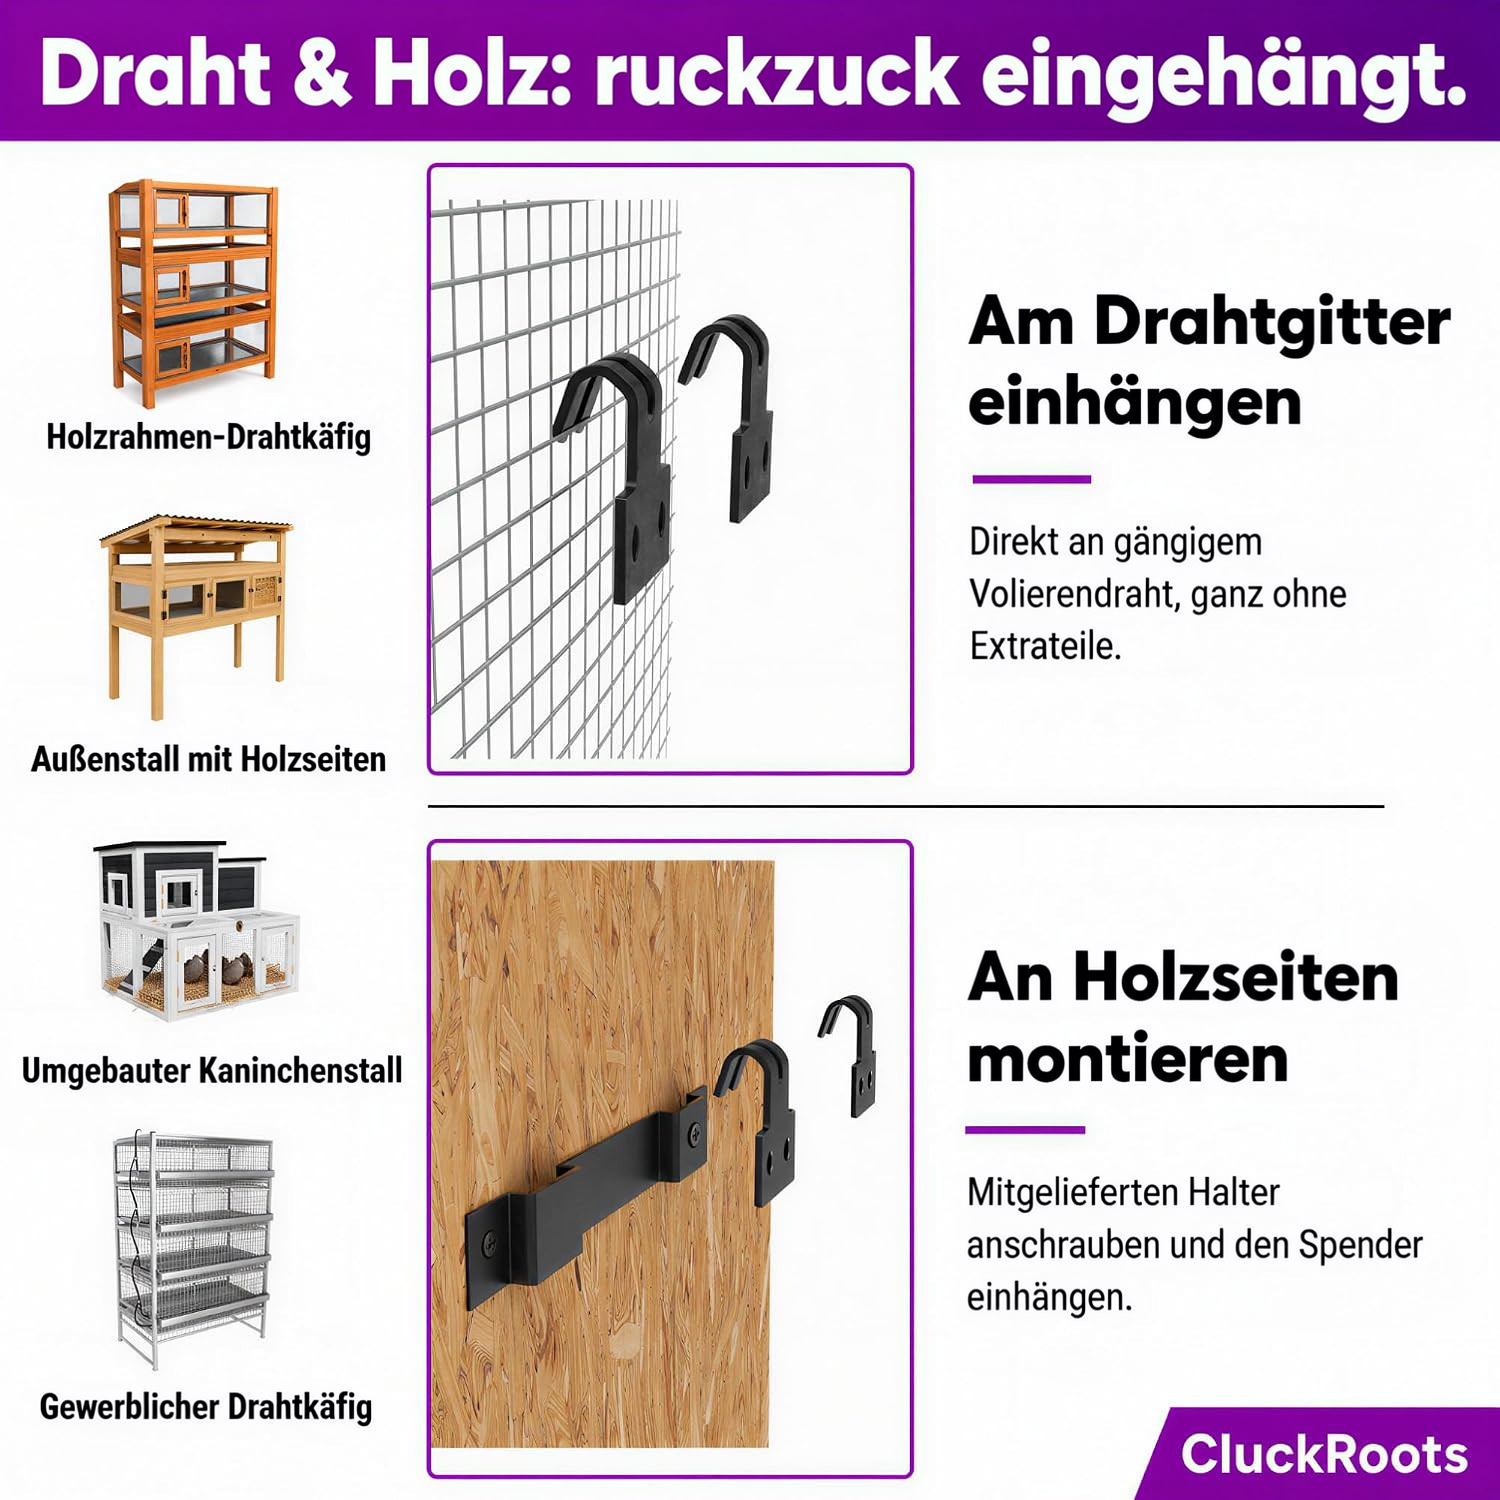 Draht & Holz: ruckzuck eingehängt.
Holzrahmen-Drahtkäfig
Außenstall mit Holzseiten
Umgebauter Kaninchenstall
Gewerblicher Drahtkäfig
Am Drahtgitter
einhängen
Direkt an gängigem
Volierendraht, ganz ohne
Extrateile.
An Holzseiten
montieren
Mitgelieferten Halter
anschrauben und den Spender
einhängen.
CluckRoots